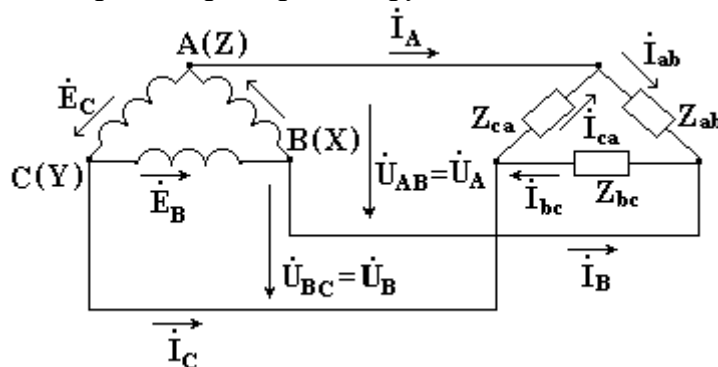 İ_A
A(Z)
İ_ab
Ė_C
Z_ca
Z_ab
B(X)
İ_ca
C(Y)
U̇_AB=U̇_A
Ė_B
İ_bc
Z_bc
U̇_BC=U̇_B
İ_B
İ_C